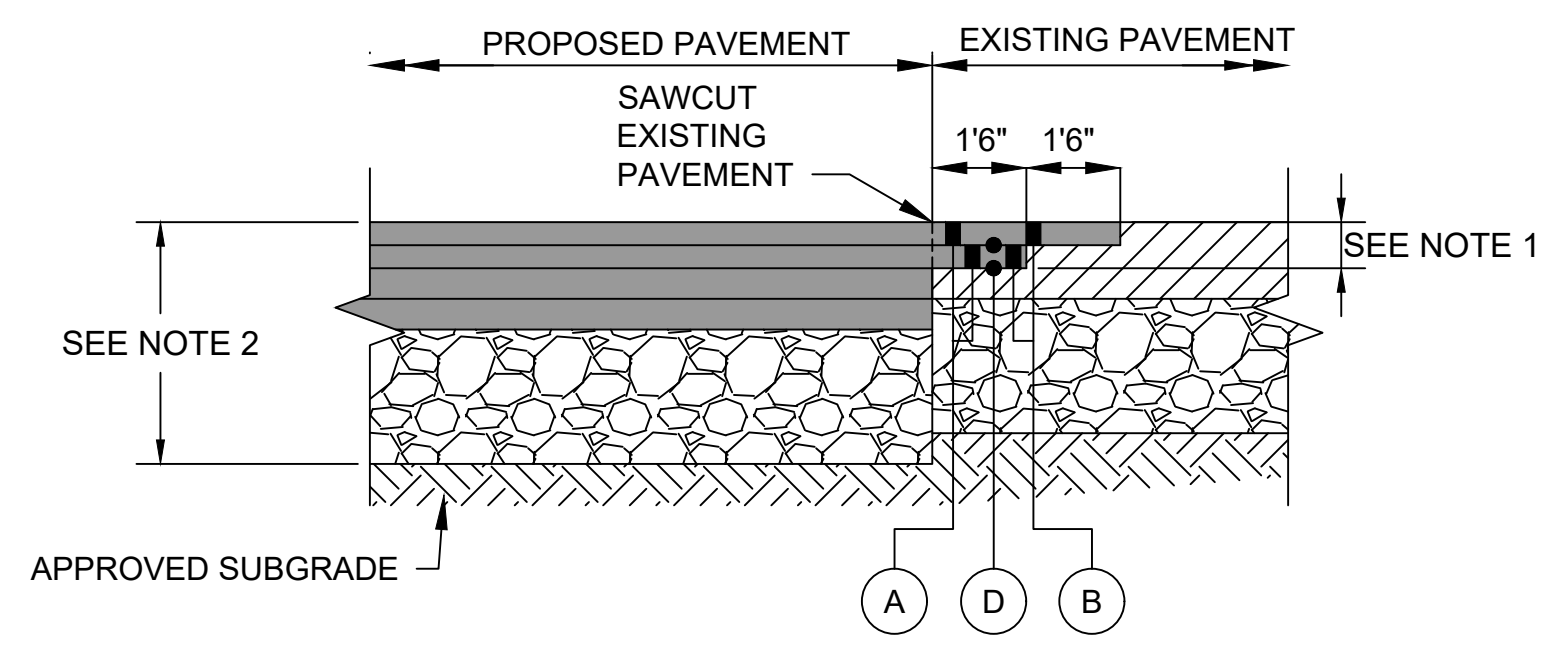 PROPOSED PAVEMENT
EXISTING PAVEMENT
SAWCUT
EXISTING
PAVEMENT
1'6"
1'6"
SEE NOTE 1
SEE NOTE 2
APPROVED SUBGRADE
A
D
B